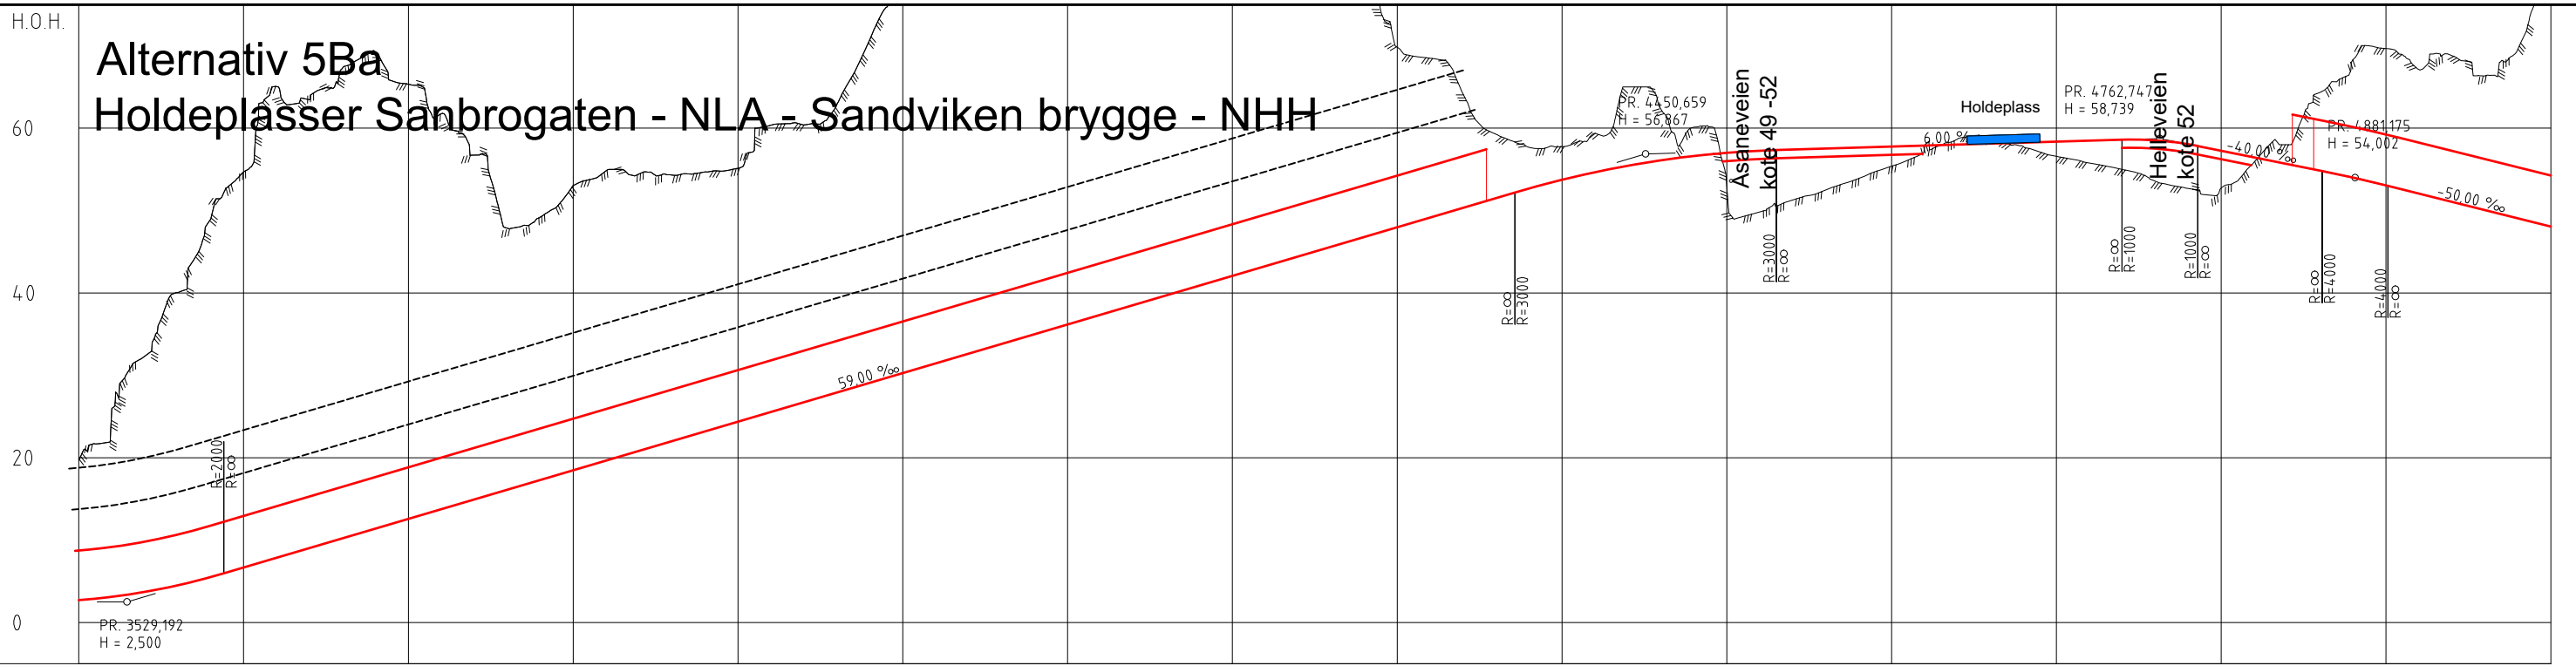 H.O.H.
Alternativ 5Ba
Holdeplasser Sanbrogaten - NLA - Sandviken brygge - NHH
60
40
20
0
PR. 3529,192
H = 2,500
R=2000
R=∞
59,00 ‰
R=∞
R=3000
PR. 4450,659
H = 56,867
Åsaneveien
kote 49 -52
R=3000
R=∞
6,00 ‰
Holdeplass
PR. 4762,747
H = 58,739
R=∞
R=1000
Helleveien
kote 52
R=1000
R=∞
-40,00 ‰
PR. 4881,175
H = 54,002
R=∞
R=4000
R=4000
R=∞
-50,00 ‰